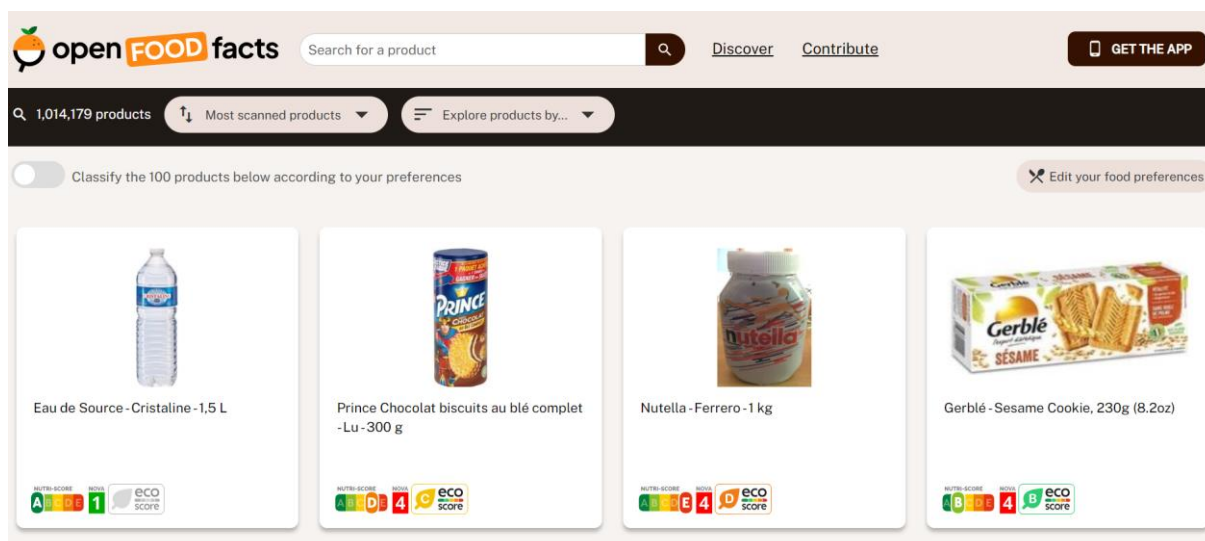 open FOOD facts
Search for a product
Discover
Contribute
GET THE APP
1,014,179 products
Most scanned products
Explore products by...
Classify the 100 products below according to your preferences
Edit your food preferences
CRISTALINE
PRINCE
CHOCOLAT
nutella
Gerblé
SÉSAME
SÉSAME
Eau de Source - Cristaline - 1,5 L
Prince Chocolat biscuits au blé complet
- Lu - 300 g
Nutella - Ferrero - 1 kg
Gerblé - Sesame Cookie, 230g (8.2oz)
NUTRI-SCORE
A B C D E
NOVA
1
eco
score
NUTRI-SCORE
A B C D E
NOVA
4
C
eco
score
NUTRI-SCORE
A B C D E
NOVA
4
D
eco
score
NUTRI-SCORE
A B C D E
NOVA
4
B
eco
score